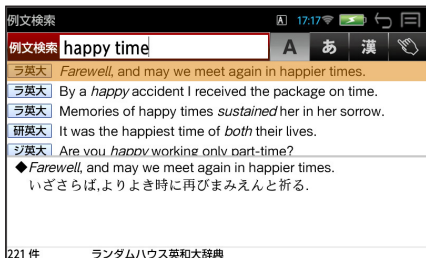 例文検索 A 17:17
例文検索 happy time A あ 漢
ラ英大 Farewell, and may we meet again in happier times.
ラ英大 By a happy accident I received the package on time.
ラ英大 Memories of happy times sustained her in her sorrow.
研英大 It was the happiest time of both their lives.
ジ英大 Are you happy working only part-time?
◆Farewell, and may we meet again in happier times.
いざさらば,よりよき時に再びまみえんと祈る.
221 件 ランダムハウス英和大辞典